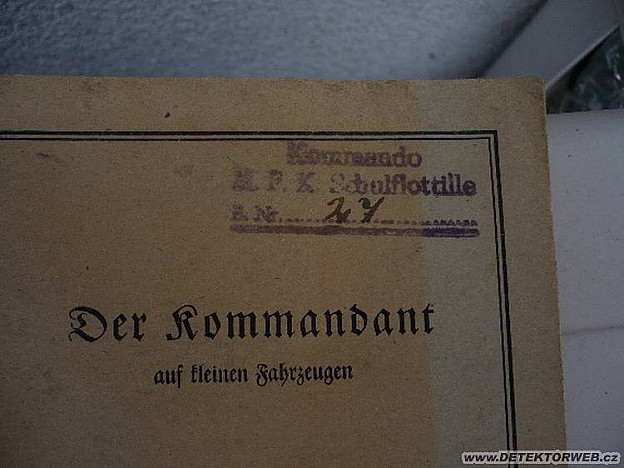 Kommando
M F K Schulflottille
B. Nr. 27
Der Kommandant
auf kleinen Fahrzeugen
www.DETEKTORWEB.cz